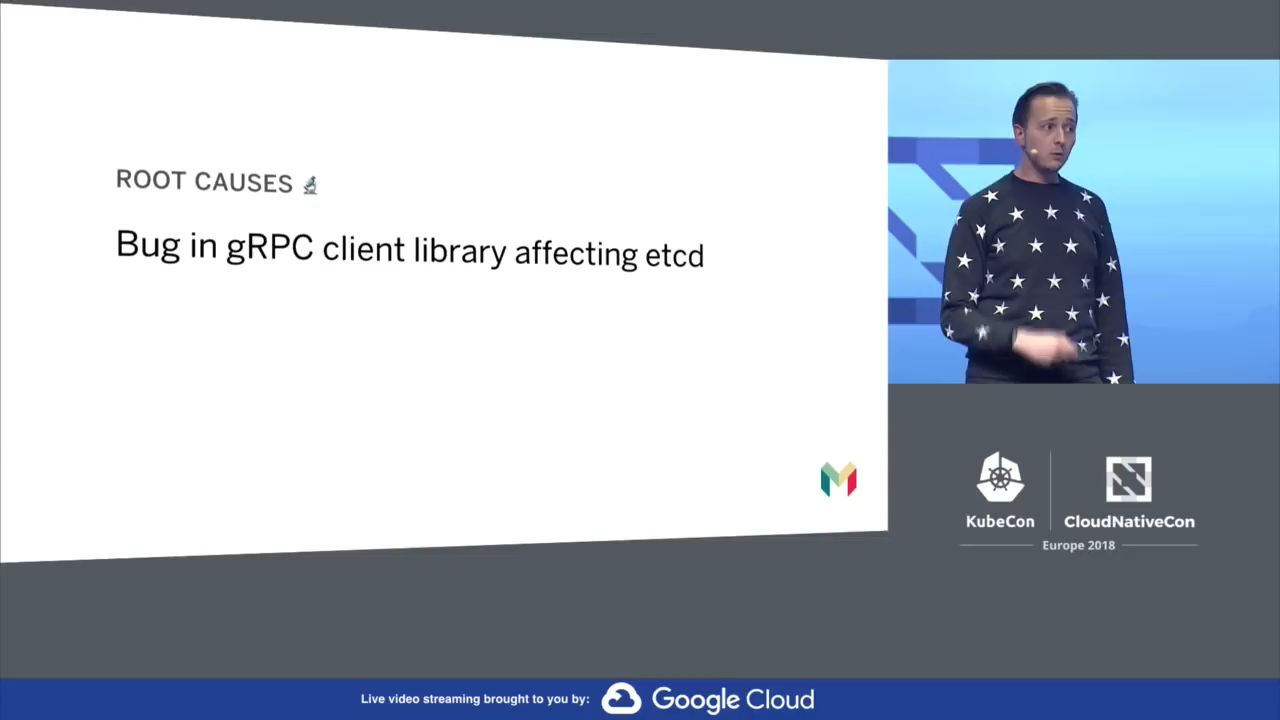 ROOT CAUSES
Bug in gRPC client library affecting etcd
KubeCon
CloudNativeCon
Europe 2018
Live video streaming brought to you by:
Google Cloud